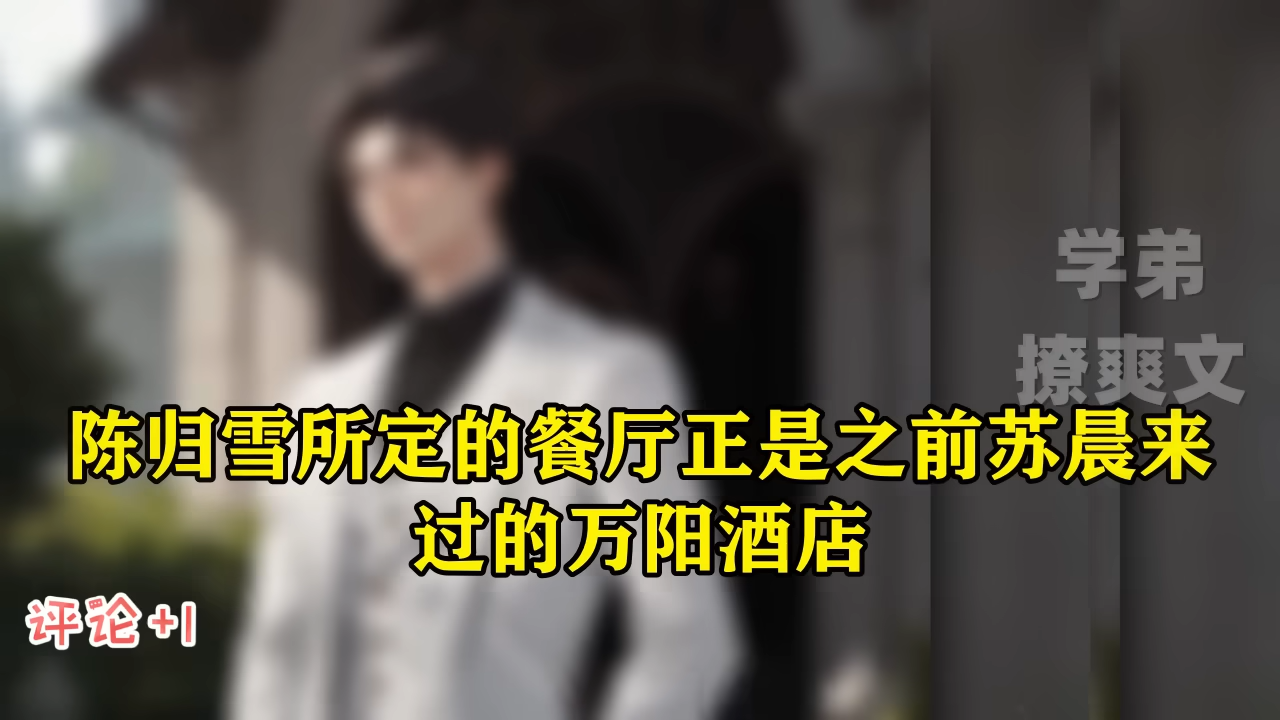 学弟
撩爽文
陈归雪所定的餐厅正是之前苏晨来
过的万阳酒店
评论+1